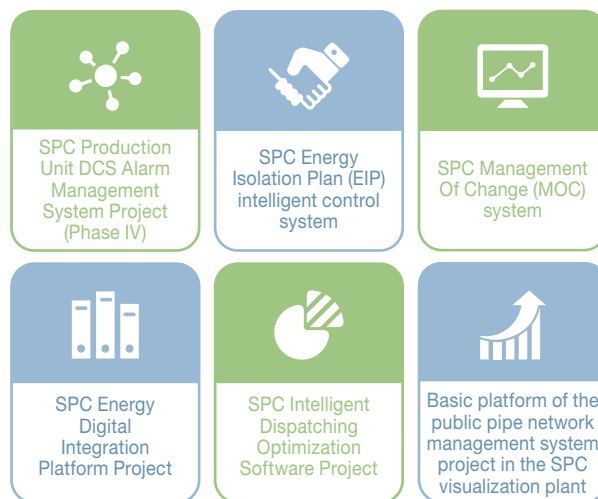 SPC Production
Unit DCS Alarm
Management
System Project
(Phase IV)
SPC Energy
Isolation Plan (EIP)
intelligent control
system
SPC Management
Of Change (MOC)
system
SPC Energy
Digital
Integration
Platform Project
SPC Intelligent
Dispatching
Optimization
Software Project
Basic platform of the
public pipe network
management system
project in the SPC
visualization plant